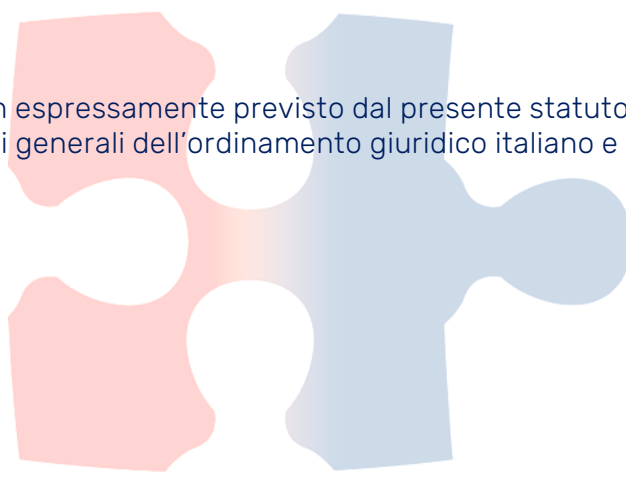 espressamente previsto dal presente statuto
generali dell'ordinamento giuridico italiano e